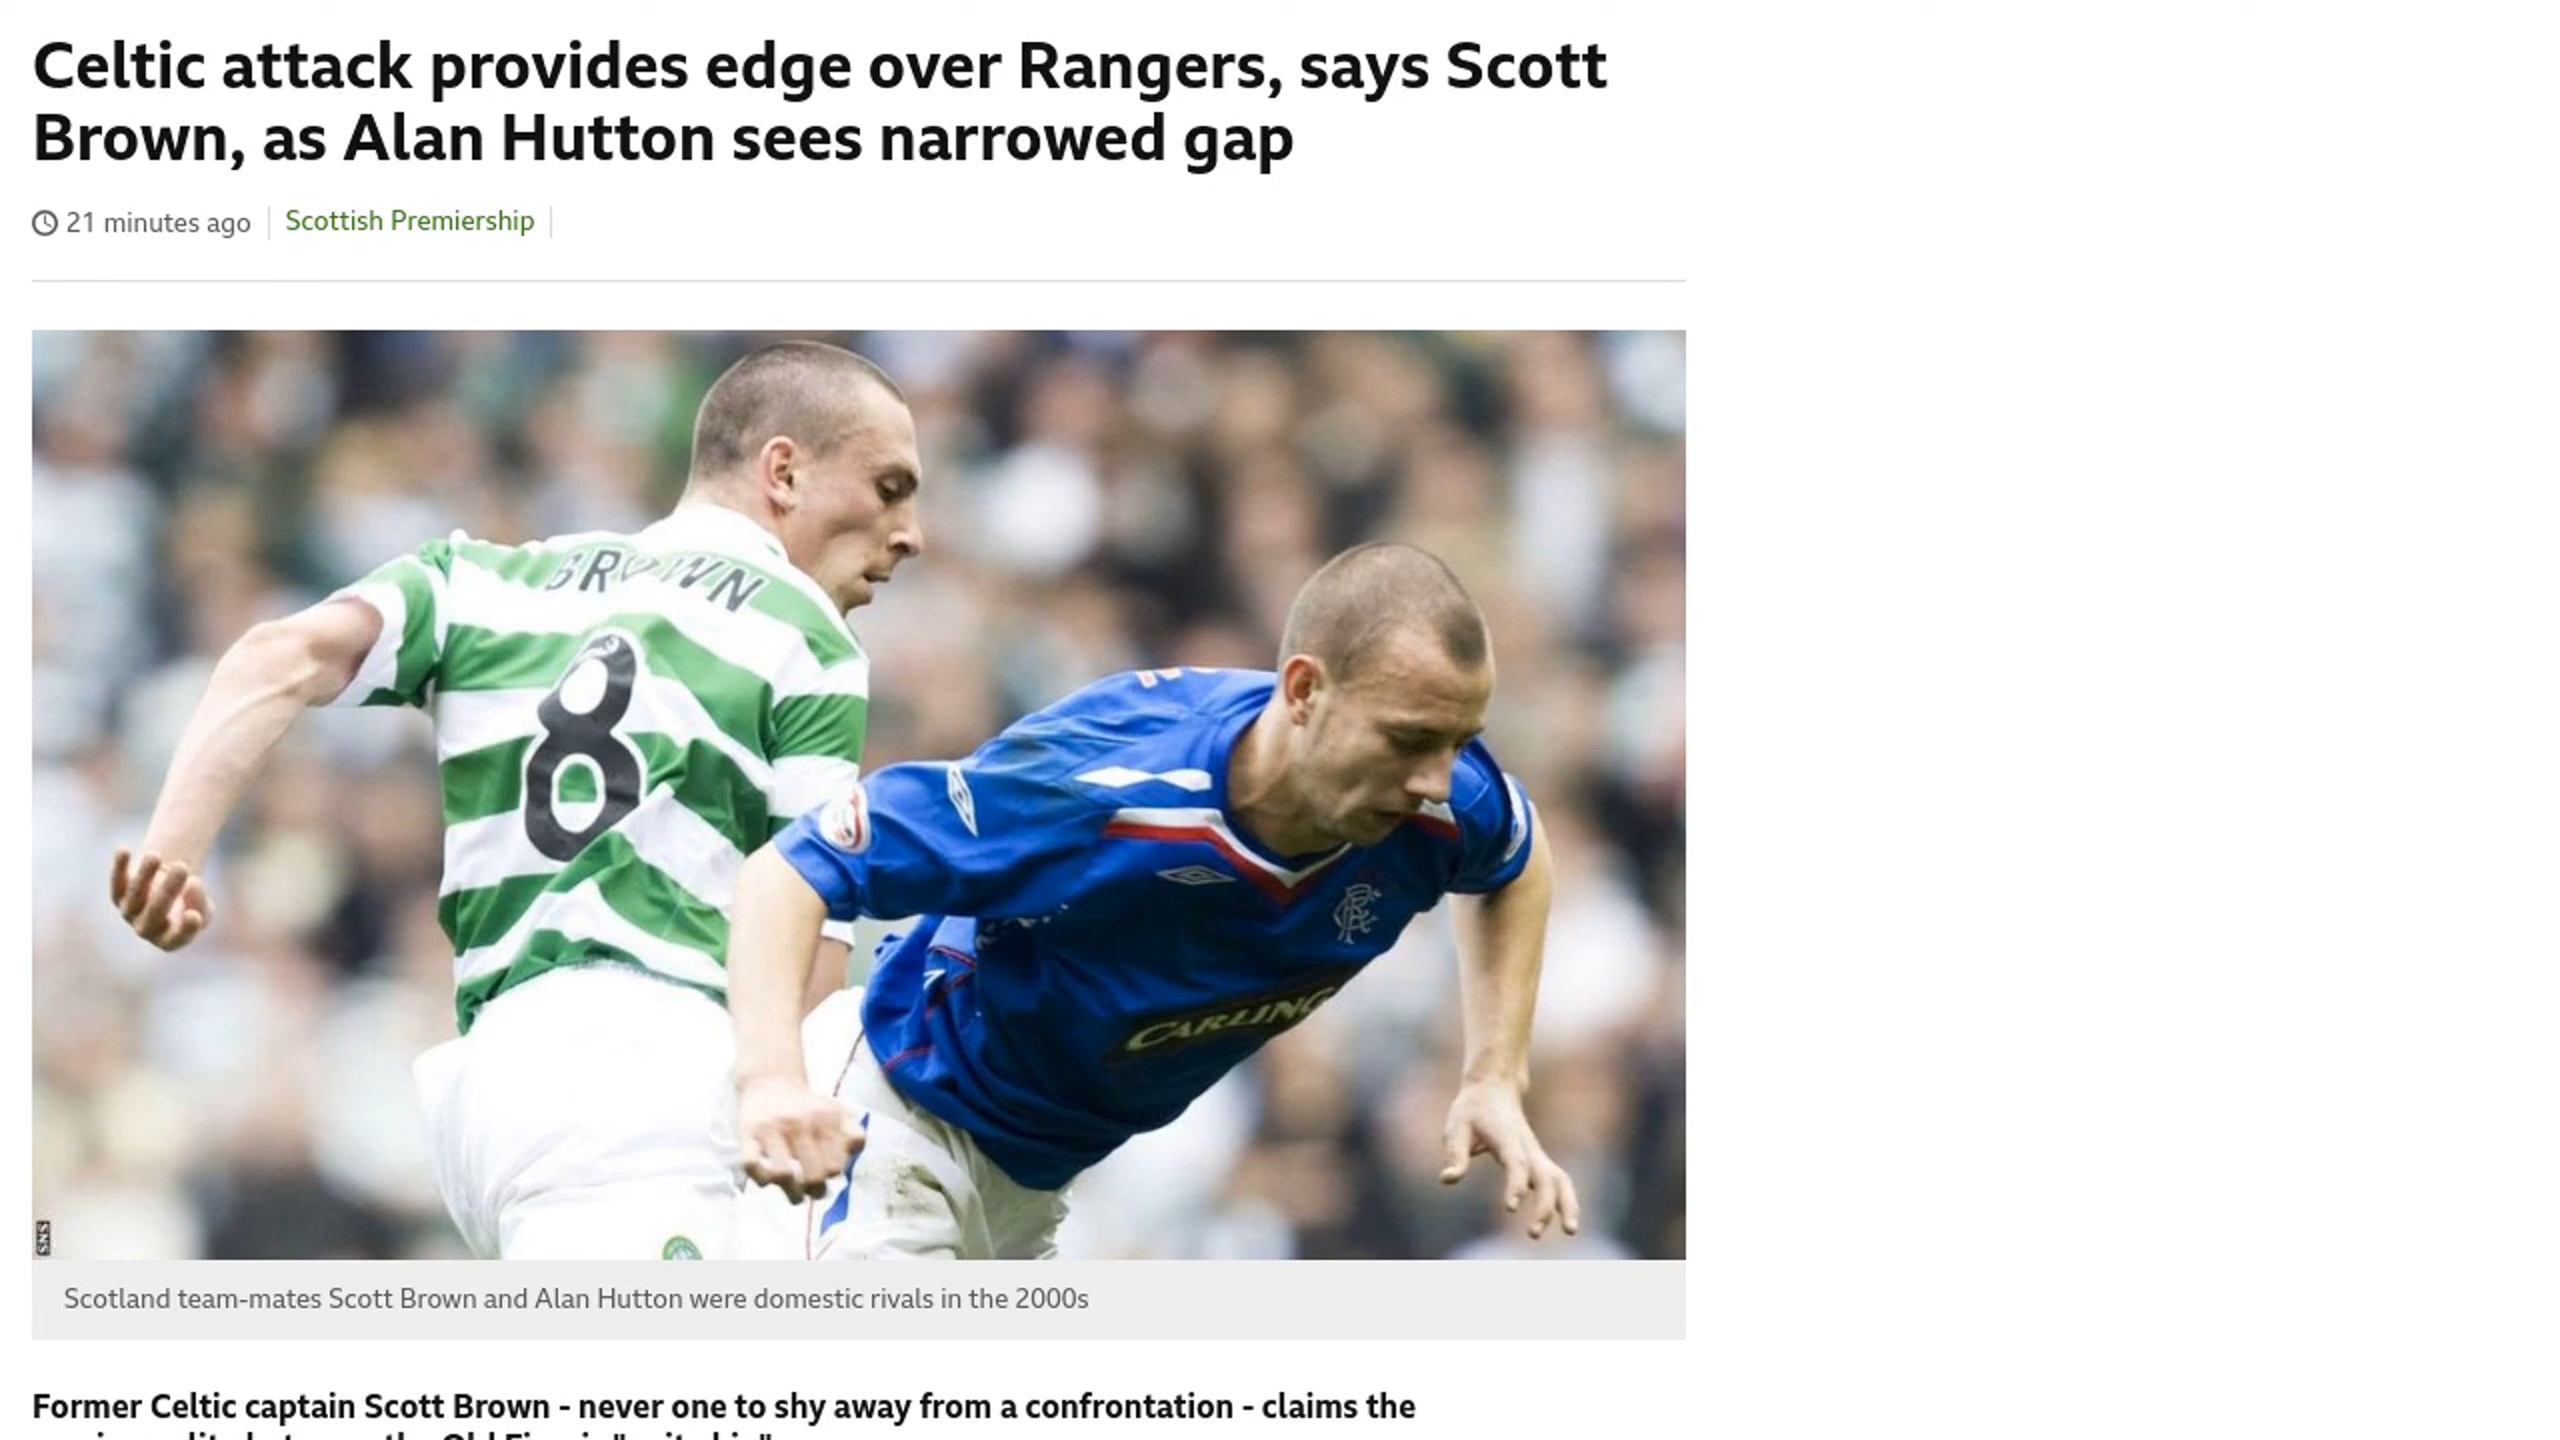 Celtic attack provides edge over Rangers, says Scott
Brown, as Alan Hutton sees narrowed gap
21 minutes ago
Scottish Premiership
BROWN
8
CARLING
SNS
Scotland team-mates Scott Brown and Alan Hutton were domestic rivals in the 2000s
Former Celtic captain Scott Brown - never one to shy away from a confrontation - claims the